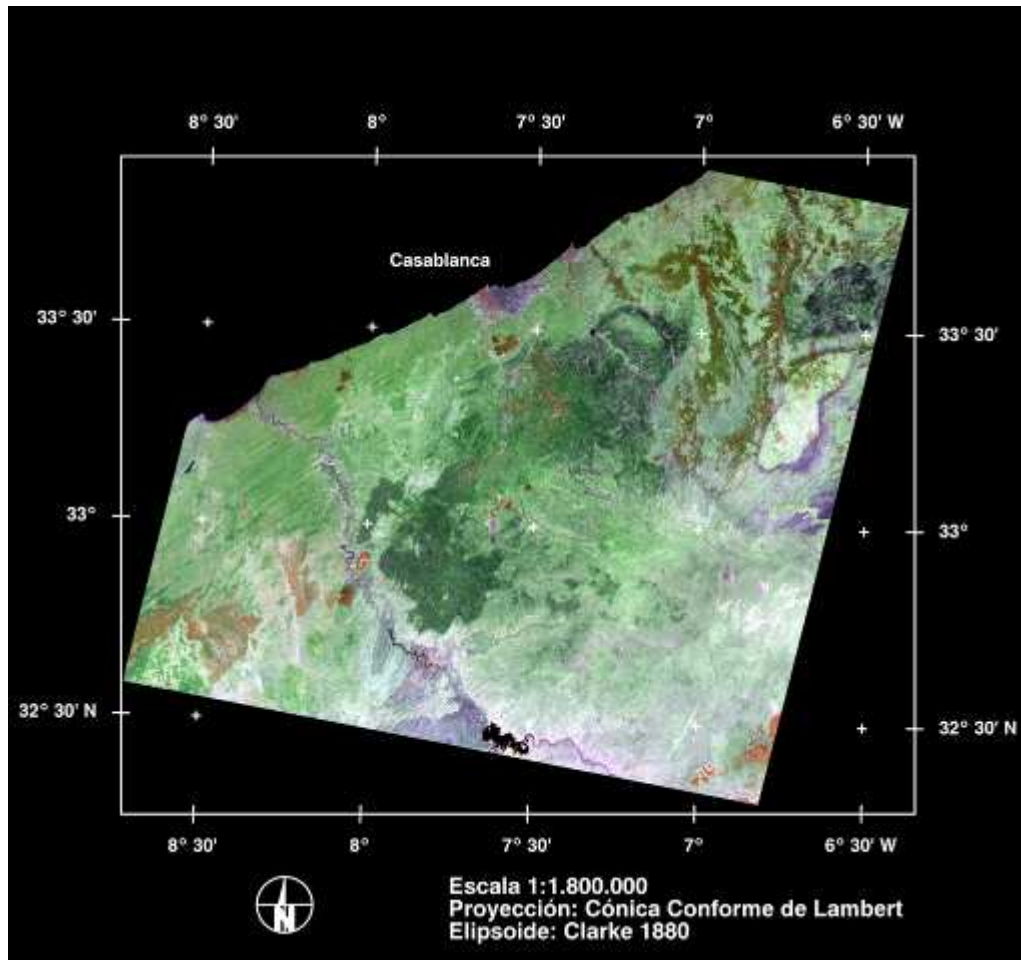 8° 30' 8° 7° 30' 7° 6° 30' W
Casablanca
33° 30'
33° 30'
33°
33°
32° 30' N
32° 30' N
8° 30' 8° 7° 30' 7° 6° 30' W
N
Escala 1:1.800.000
Proyección: Cónica Conforme de Lambert
Elipsoide: Clarke 1880